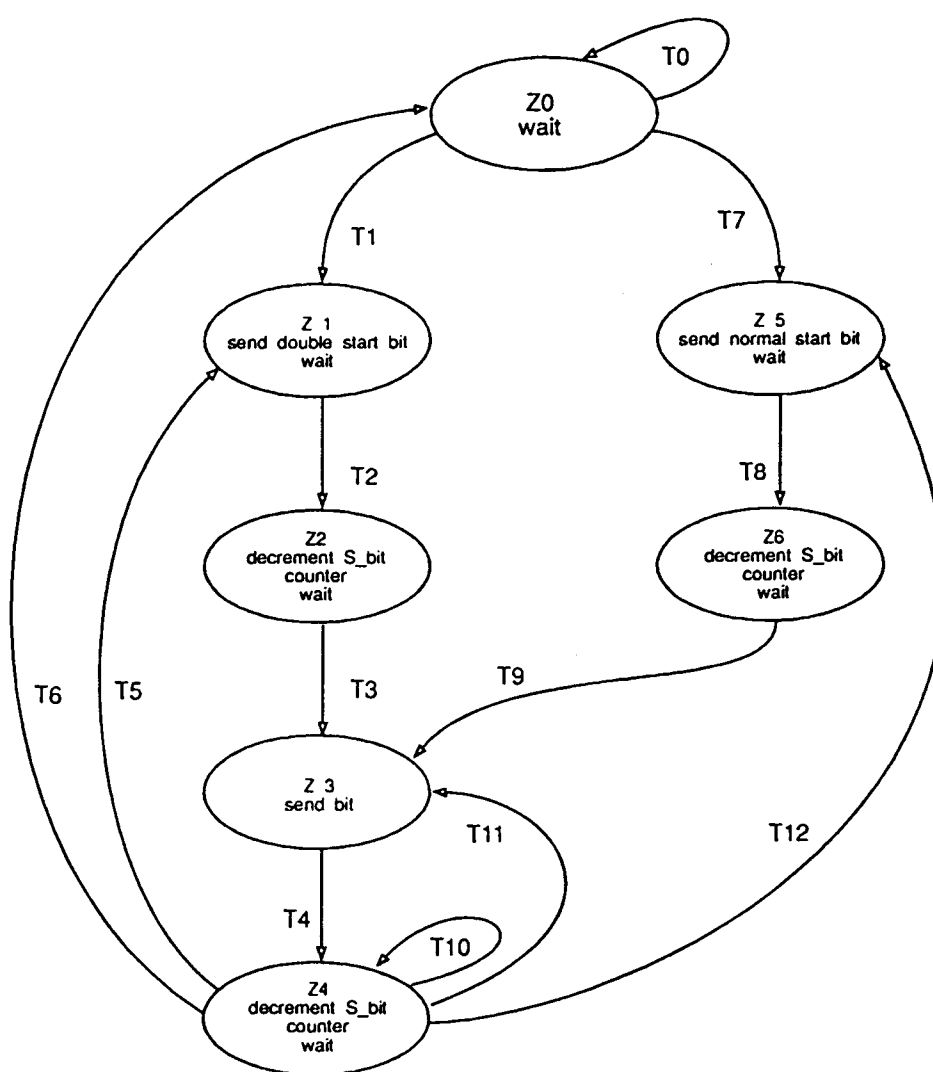 T0
Z0
wait
T1
T7
Z 1
send double start bit
wait
Z 5
send normal start bit
wait
T2
T8
Z2
decrement S_bit
counter
wait
Z6
decrement S_bit
counter
wait
T6
T5
T3
T9
Z 3
send bit
T11
T12
T4
T10
Z4
decrement S_bit
counter
wait